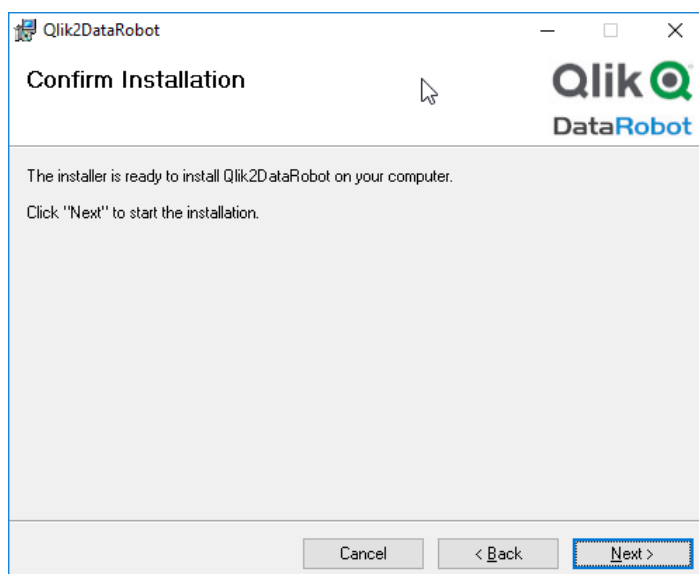 Qlik2DataRobot
Confirm Installation
Qlik
DataRobot
The installer is ready to install Qlik2DataRobot on your computer.
Click "Next" to start the installation.
Cancel
< Back
Next >